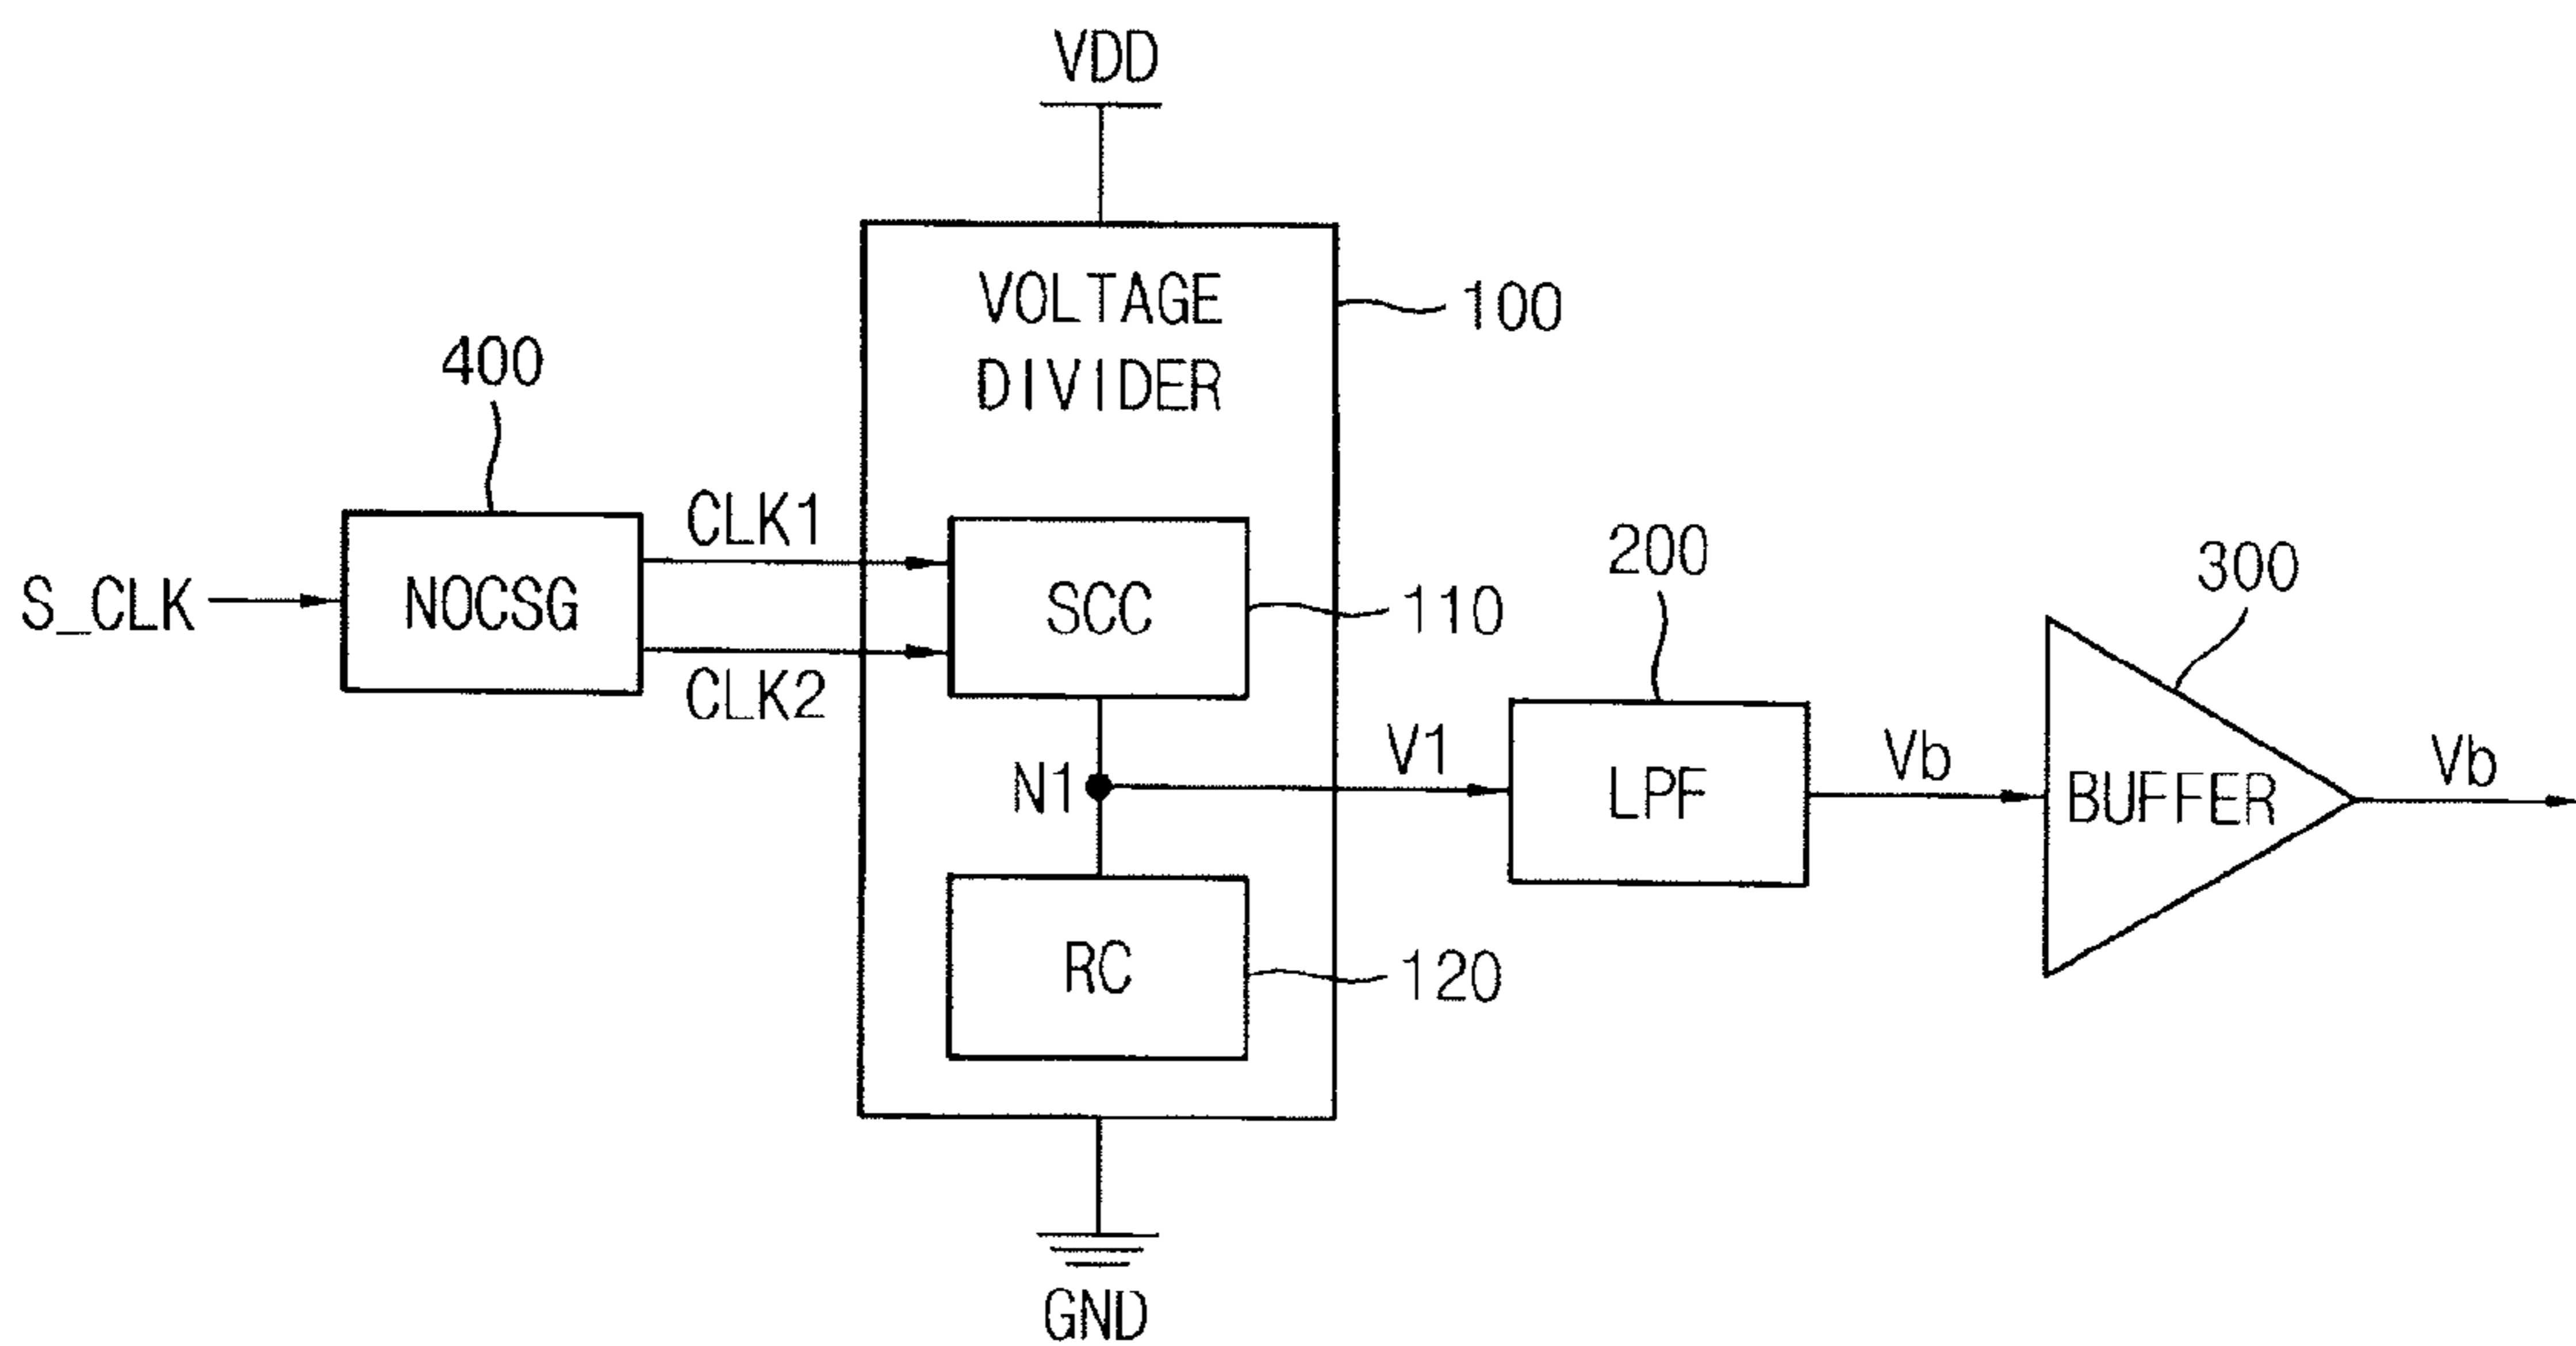 VDD
VOLTAGE
DIVIDER
100
400
CLK1
S_CLK
NOCSG
SCC
110
CLK2
200
300
N1
V1
LPF
Vb
BUFFER
Vb
RC
120
GND